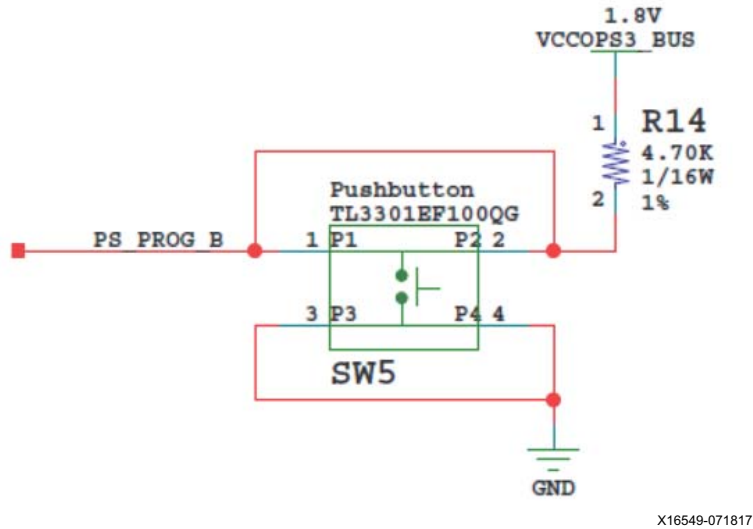 1.8V
VCCOPS3_BUS
1
R14
4.70K
1/16W
2
1%
Pushbutton
TL3301EF100QG
PS_PROG_B
1 P1
P2 2
3 P3
P4 4
SW5
GND
X16549-071817